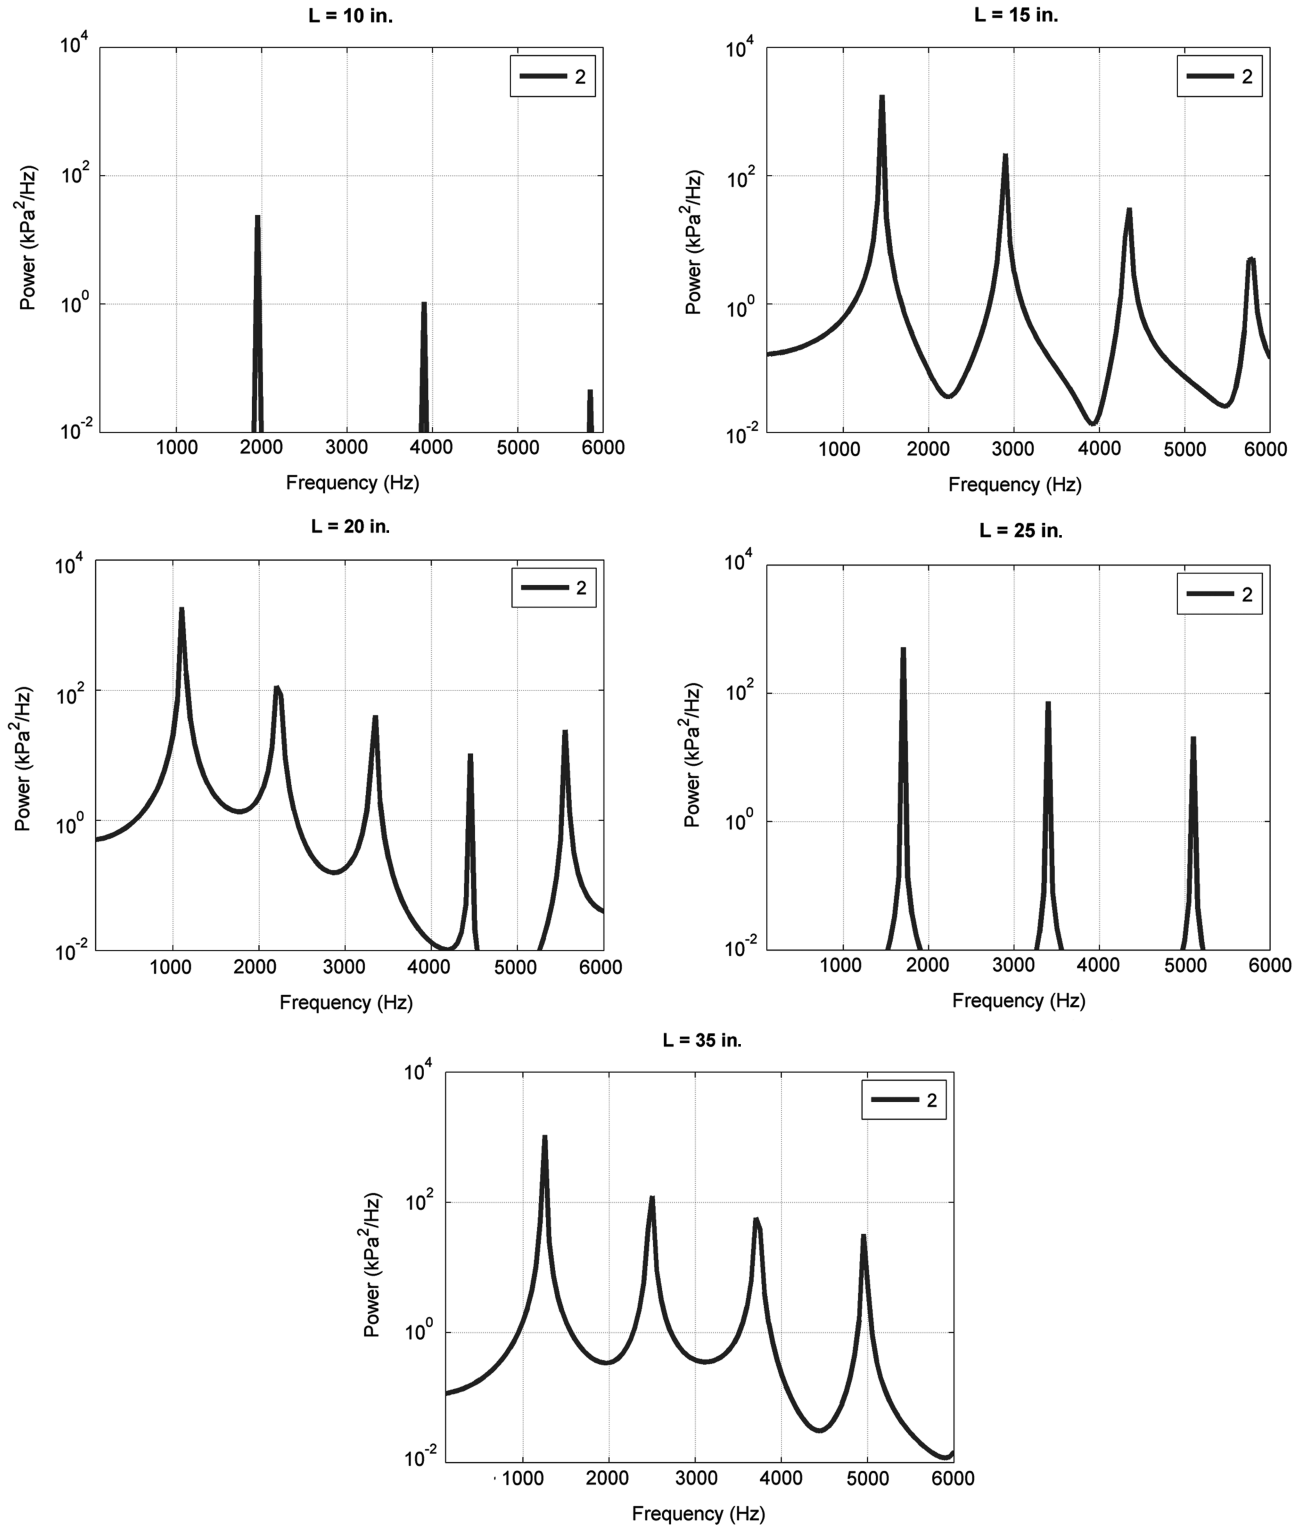 L = 10 in.
10^4
10^2
10^0
10^-2
Power (kPa^2/Hz)
2
1000 2000 3000 4000 5000 6000
Frequency (Hz)
L = 15 in.
10^4
10^2
10^0
10^-2
Power (kPa^2/Hz)
2
1000 2000 3000 4000 5000 6000
Frequency (Hz)
L = 20 in.
10^4
10^2
10^0
10^-2
Power (kPa^2/Hz)
2
1000 2000 3000 4000 5000 6000
Frequency (Hz)
L = 25 in.
10^4
10^2
10^0
10^-2
Power (kPa^2/Hz)
2
1000 2000 3000 4000 5000 6000
Frequency (Hz)
L = 35 in.
10^4
10^2
10^0
10^-2
Power (kPa^2/Hz)
2
1000 2000 3000 4000 5000 6000
Frequency (Hz)